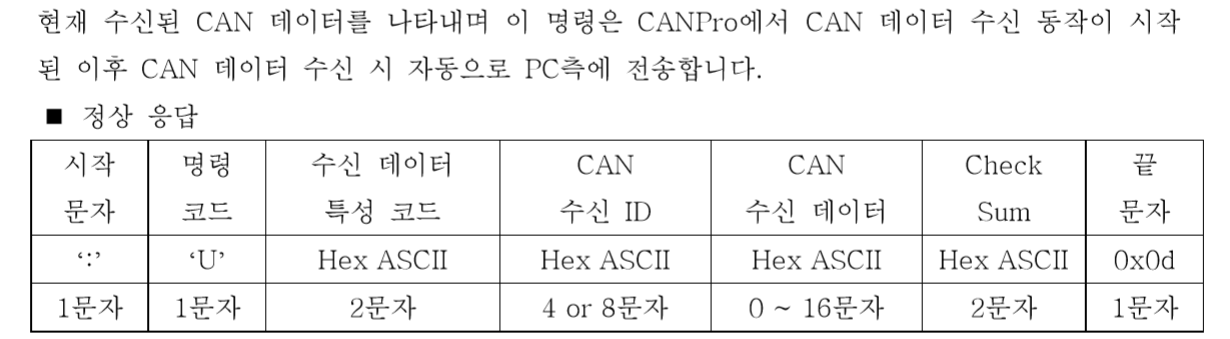 현재 수신된 CAN 데이터를 나타내며 이 명령은 CANPro에서 CAN 데이터 수신 동작이 시작
된 이후 CAN 데이터 수신 시 자동으로 PC측에 전송합니다.
■ 정상 응답
시작 명령 수신 데이터 CAN CAN Check 끝
문자 코드 특성 코드 수신 ID 수신 데이터 Sum 문자
‘:’ ‘U’ Hex ASCII Hex ASCII Hex ASCII Hex ASCII 0x0d
1문자 1문자 2문자 4 or 8문자 0 ~ 16문자 2문자 1문자